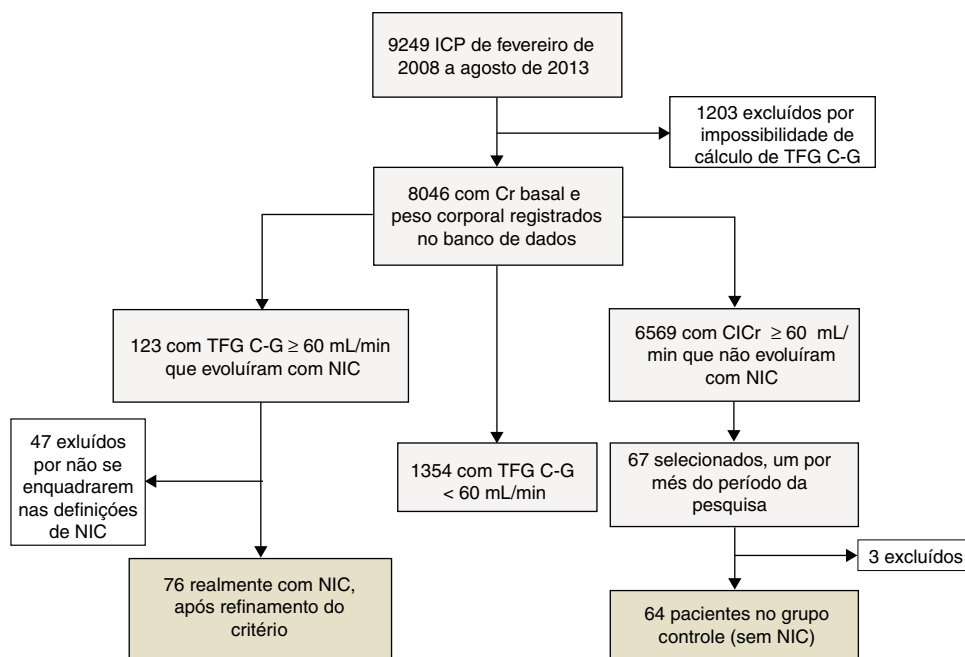 9249 ICP de fevereiro de
2008 a agosto de 2013
1203 excluídos por
impossibilidade de
cálculo de TFG C-G
8046 com Cr basal e
peso corporal registrados
no banco de dados
123 com TFG C-G ≥ 60 mL/min
que evoluíram com NIC
6569 com ClCr ≥ 60 mL/
min que não evoluíram
com NIC
47 exluídos
por não se
enquadrarem
nas definições
de NIC
1354 com TFG C-G
< 60 mL/min
67 selecionados, um por
més do período da
pesquisa
3 excluídos
76 realmente com NIC,
após refinamento do
critério
64 pacientes no grupo
controle (sem NIC)